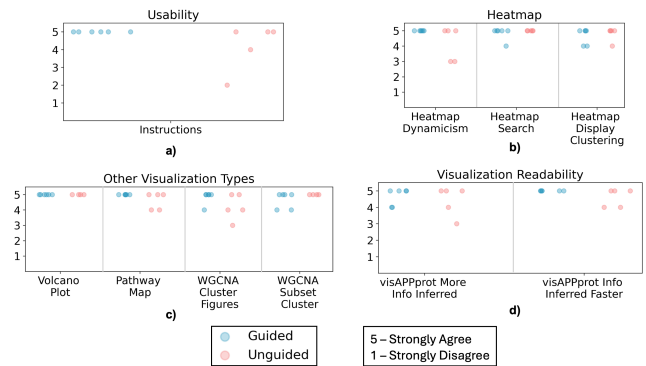 Usability
5
4
3
2
1
Instructions
a)
Heatmap
5
4
3
2
1
Heatmap
Dynamicism
Heatmap
Search
Heatmap
Display
Clustering
b)
Other Visualization Types
5
4
3
2
1
Volcano
Plot
Pathway
Map
WGCNA
Cluster
Figures
WGCNA
Subset
Cluster
c)
Visualization Readability
5
4
3
2
1
visAPPprot More
Info Inferred
visAPPprot Info
Inferred Faster
d)
Guided
Unguided
5 – Strongly Agree
1 – Strongly Disagree